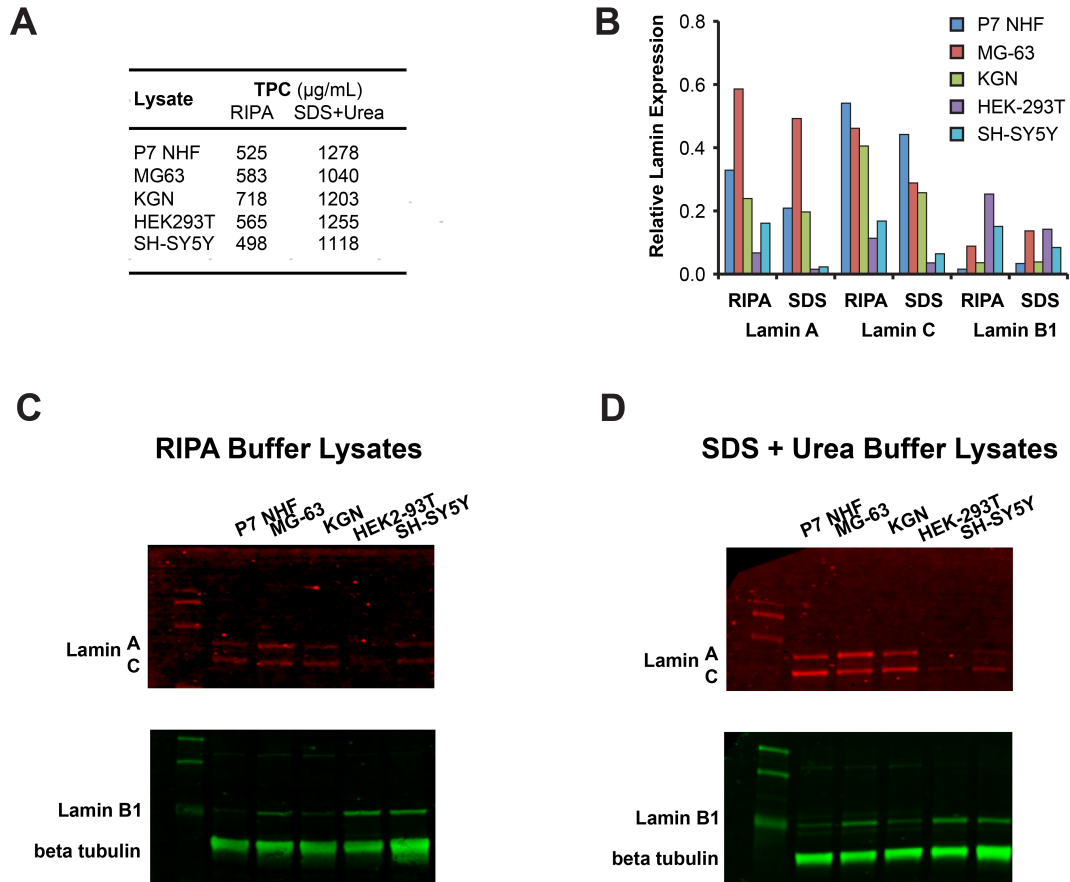 A
TPC (µg/mL)
Lysate RIPA SDS+Urea
P7 NHF 525 1278
MG63 583 1040
KGN 718 1203
HEK293T 565 1255
SH-SY5Y 498 1118
B
Relative Lamin Expression
0.8
0.6
0.4
0.2
0.0
P7 NHF
MG-63
KGN
HEK-293T
SH-SY5Y
RIPA SDS RIPA SDS RIPA SDS
Lamin A Lamin C Lamin B1
C
RIPA Buffer Lysates
P7 NHF MG-63 KGN HEK2-93T SH-SY5Y
Lamin A
C
Lamin B1
beta tubulin
D
SDS + Urea Buffer Lysates
P7 NHF MG-63 KGN HEK-293T SH-SY5Y
Lamin A
C
Lamin B1
beta tubulin